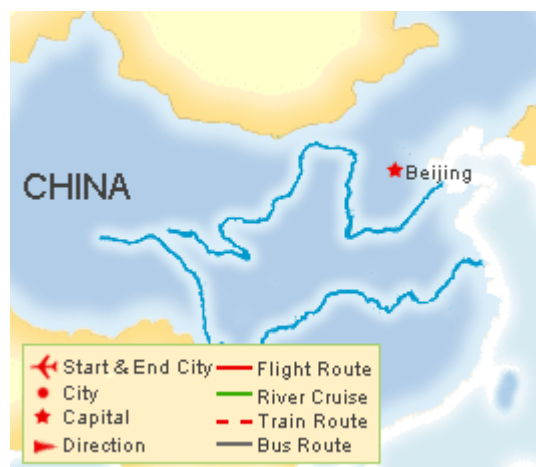 Beijing
CHINA
Start & End City
Flight Route
City
River Cruise
Capital
Train Route
Direction
Bus Route